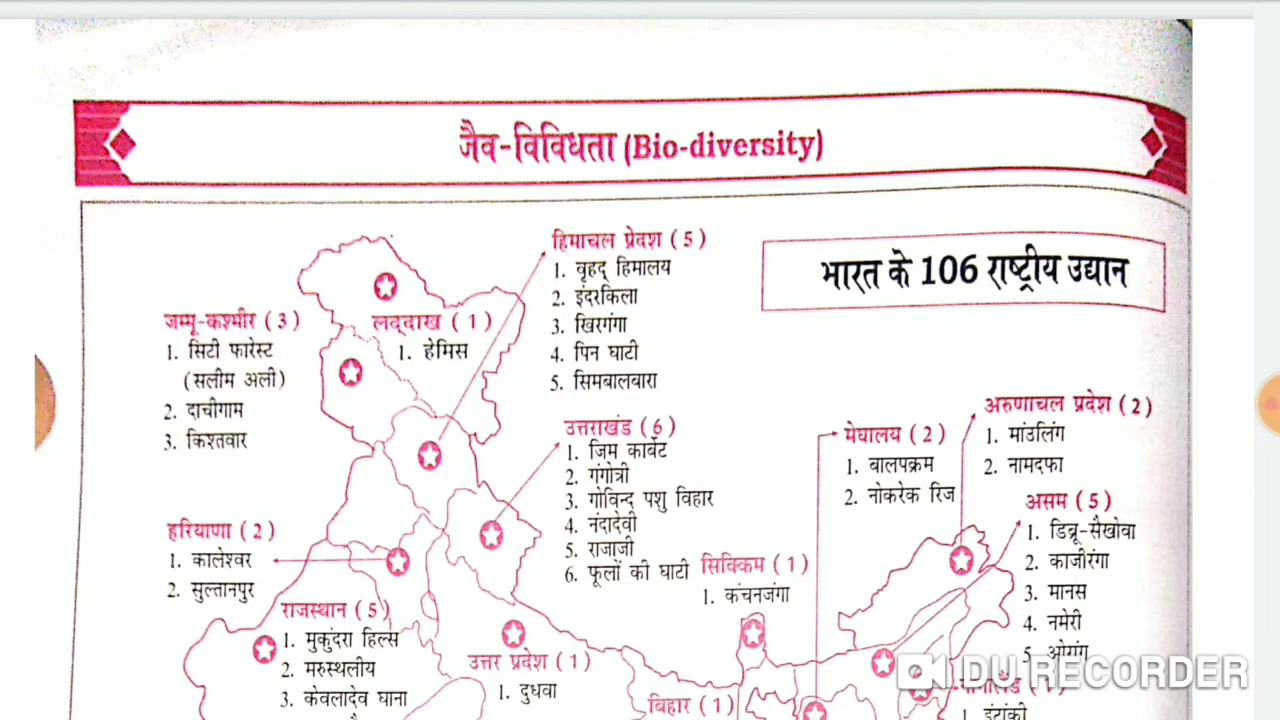 जैव-विविधता (Bio-diversity)
भारत के 106 राष्ट्रीय उद्यान
हिमाचल प्रेदश (5)
1. वृहद् हिमालय
2. इंदरकिला
3. खिरगंगा
4. पिन घाटी
5. सिमबालबारा
जम्मू-कश्मीर (3)
1. सिटी फारेस्ट
(सलीम अली)
2. दाचीगाम
3. किश्तवार
लद्दाख (1)
1. हेमिस
उत्तराखंड (6)
1. जिम कार्बेट
2. गंगोत्री
3. गोविन्द पशु विहार
4. नंदादेवी
5. राजाजी
6. फूलों की घाटी
मेघालय (2)
1. बालपक्रम
2. नोकरेक रिज
अरुणाचल प्रदेश (2)
1. मांउलिंग
2. नामदफा
असम (5)
1. डिब्रू-सैखोवा
2. काजीरंगा
3. मानस
4. नमेरी
5. ओरांग
हरियाणा (2)
1. कालेश्वर
2. सुल्तानपुर
सिक्किम (1)
1. कंचनजंगा
राजस्थान (5)
1. मुकुंदरा हिल्स
2. मरुस्थलीय
3. केवलादेव घाना
उत्तर प्रदेश (1)
1. दुधवा
बिहार (1)
1. इंटांकी
DU RECORDER